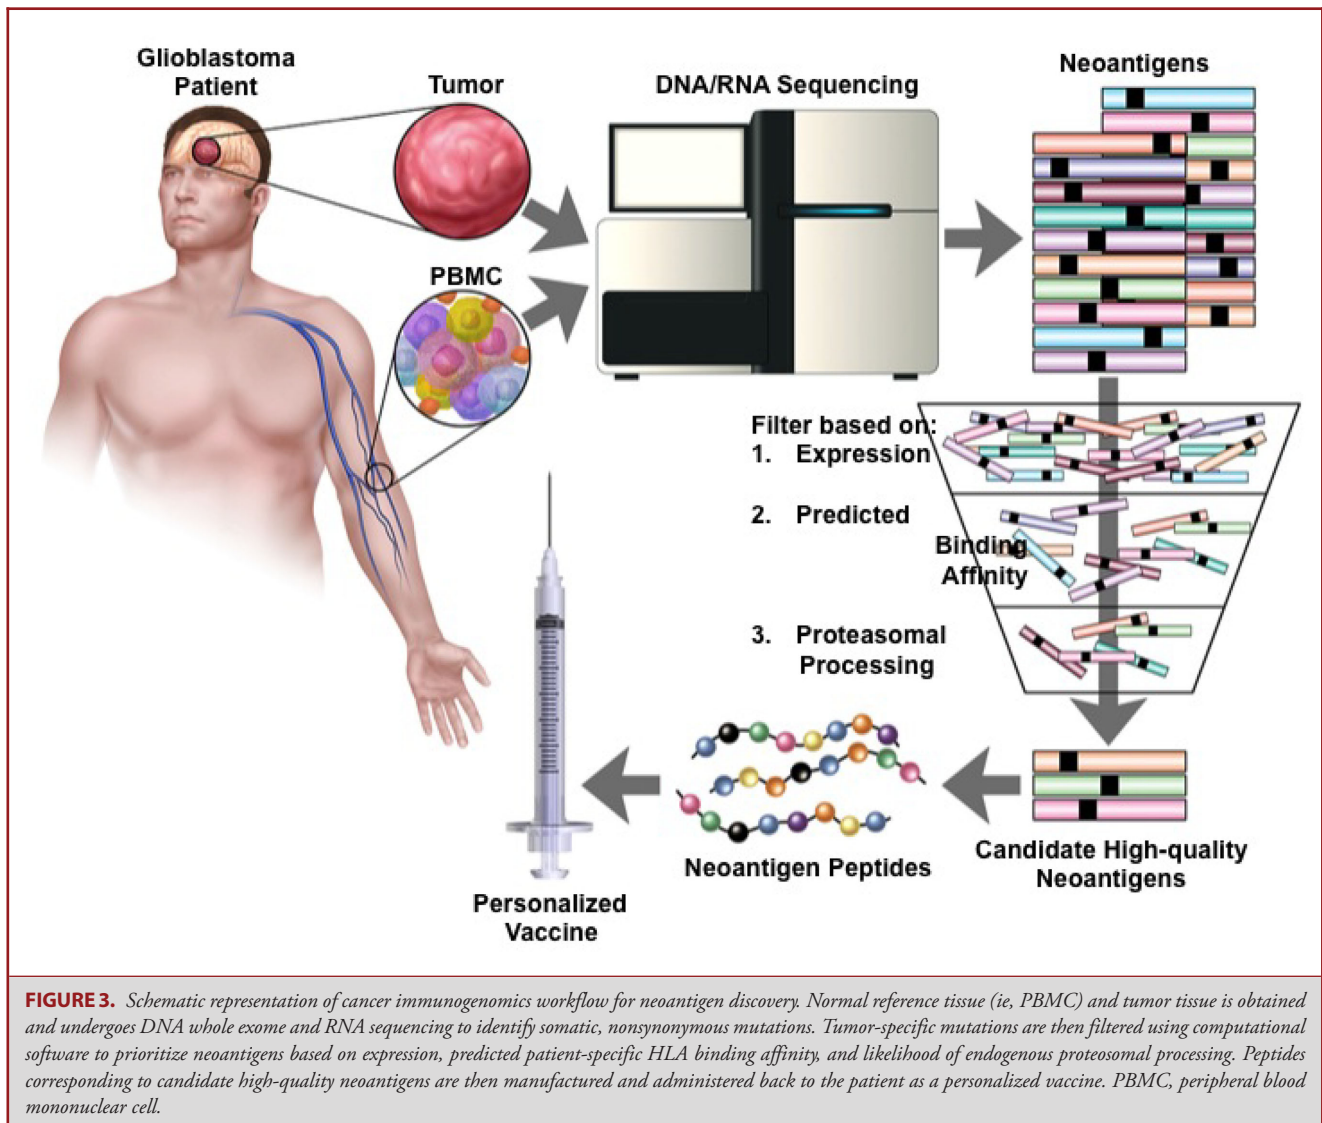 Glioblastoma
Patient
Tumor
DNA/RNA Sequencing
Neoantigens
PBMC
Filter based on:
1. Expression
2. Predicted
Binding
Affinity
3. Proteasomal
Processing
Candidate High-quality
Neoantigens
Neoantigen Peptides
Personalized
Vaccine
FIGURE 3. Schematic representation of cancer immunogenomics workflow for neoantigen discovery. Normal reference tissue (ie, PBMC) and tumor tissue is obtained
and undergoes DNA whole exome and RNA sequencing to identify somatic, nonsynonymous mutations. Tumor-specific mutations are then filtered using computational
software to prioritize neoantigens based on expression, predicted patient-specific HLA binding affinity, and likelihood of endogenous proteosomal processing. Peptides
corresponding to candidate high-quality neoantigens are then manufactured and administered back to the patient as a personalized vaccine. PBMC, peripheral blood
mononuclear cell.